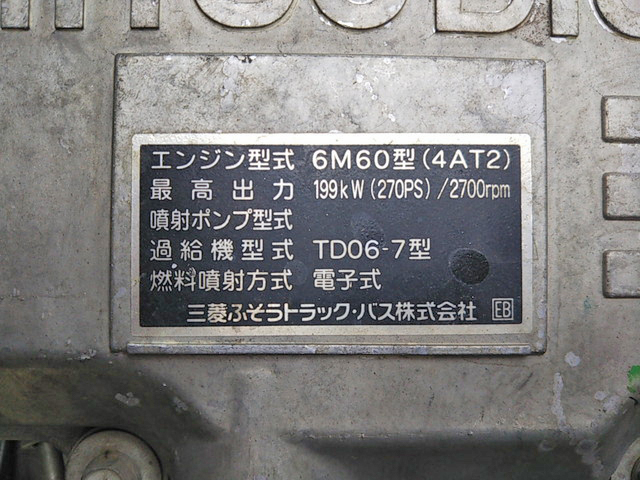 エンジン型式 6M60型(4AT2)
最高出力 199kW(270PS)/2700rpm
噴射ポンプ型式
過給機型式 TD06-7型
燃料噴射方式 電子式
三菱ふそうトラック・バス株式会社 EB